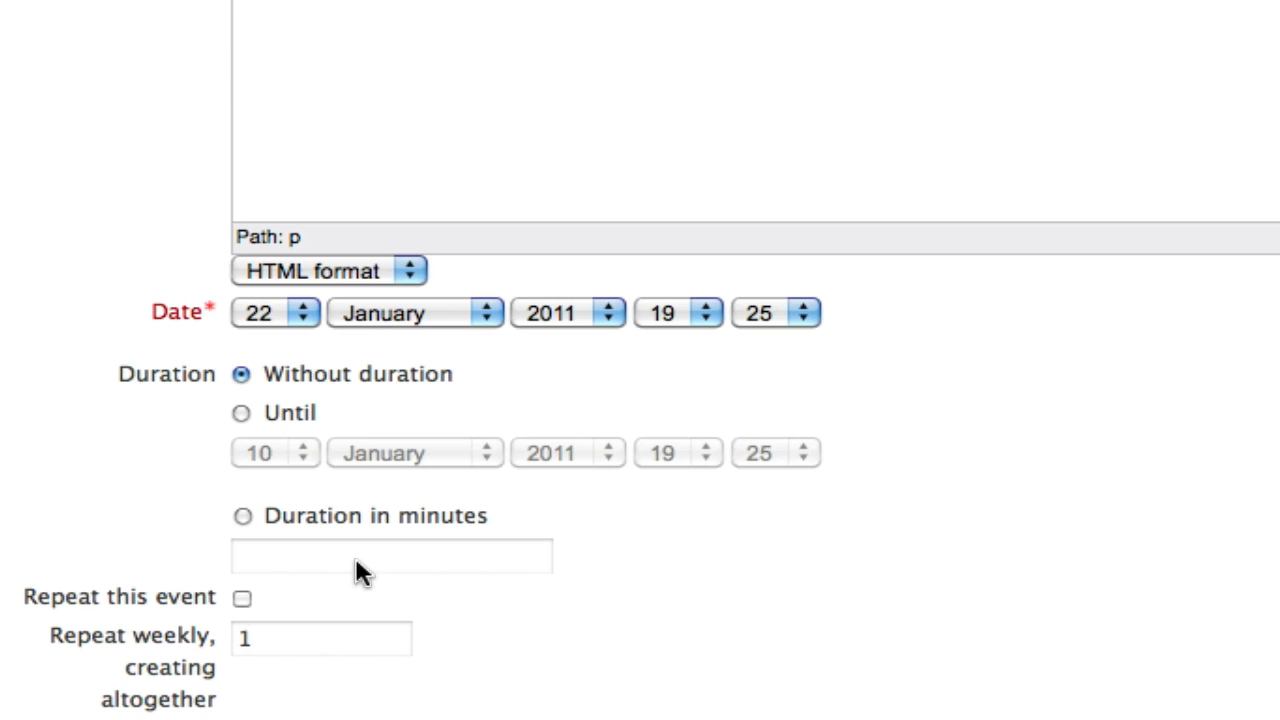 Path: p
HTML format
Date* 22 January 2011 19 25
Duration Without duration
Until
10 January 2011 19 25
Duration in minutes
Repeat this event
Repeat weekly, 1
creating
altogether